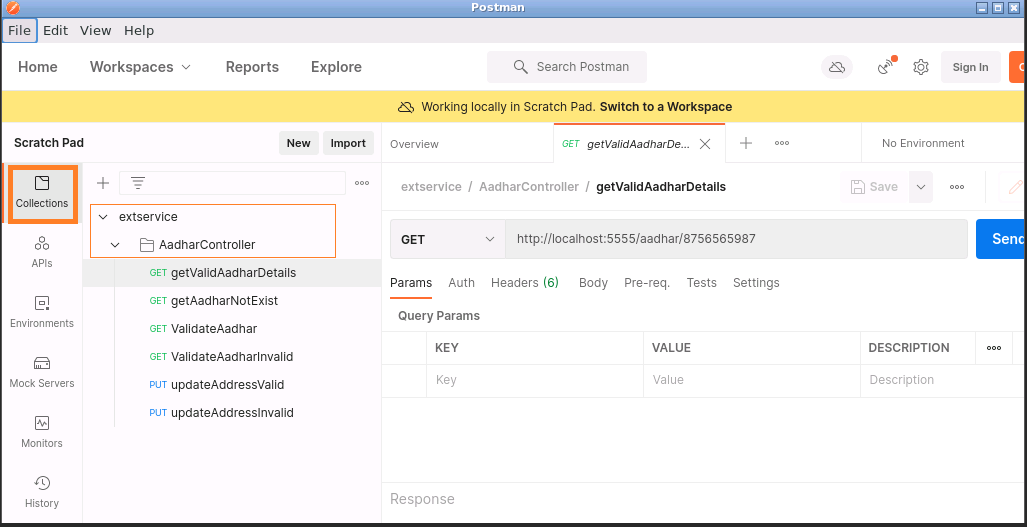 Postman
File Edit View Help
Home Workspaces Reports Explore Search Postman Sign In
Working locally in Scratch Pad. Switch to a Workspace
Scratch Pad New Import
Overview GET getValidAadharDe... No Environment
Collections
APIs
Environments
Mock Servers
Monitors
History
extservice
AadharController
GET getValidAadharDetails
GET getAadharNotExist
GET ValidateAadhar
GET ValidateAadharInvalid
PUT updateAddressValid
PUT updateAddressInvalid
extservice / AadharController / getValidAadharDetails Save
GET http://localhost:5555/aadhar/8756565987 Send
Params Auth Headers (6) Body Pre-req. Tests Settings
Query Params
KEY VALUE DESCRIPTION
Key Value Description
Response